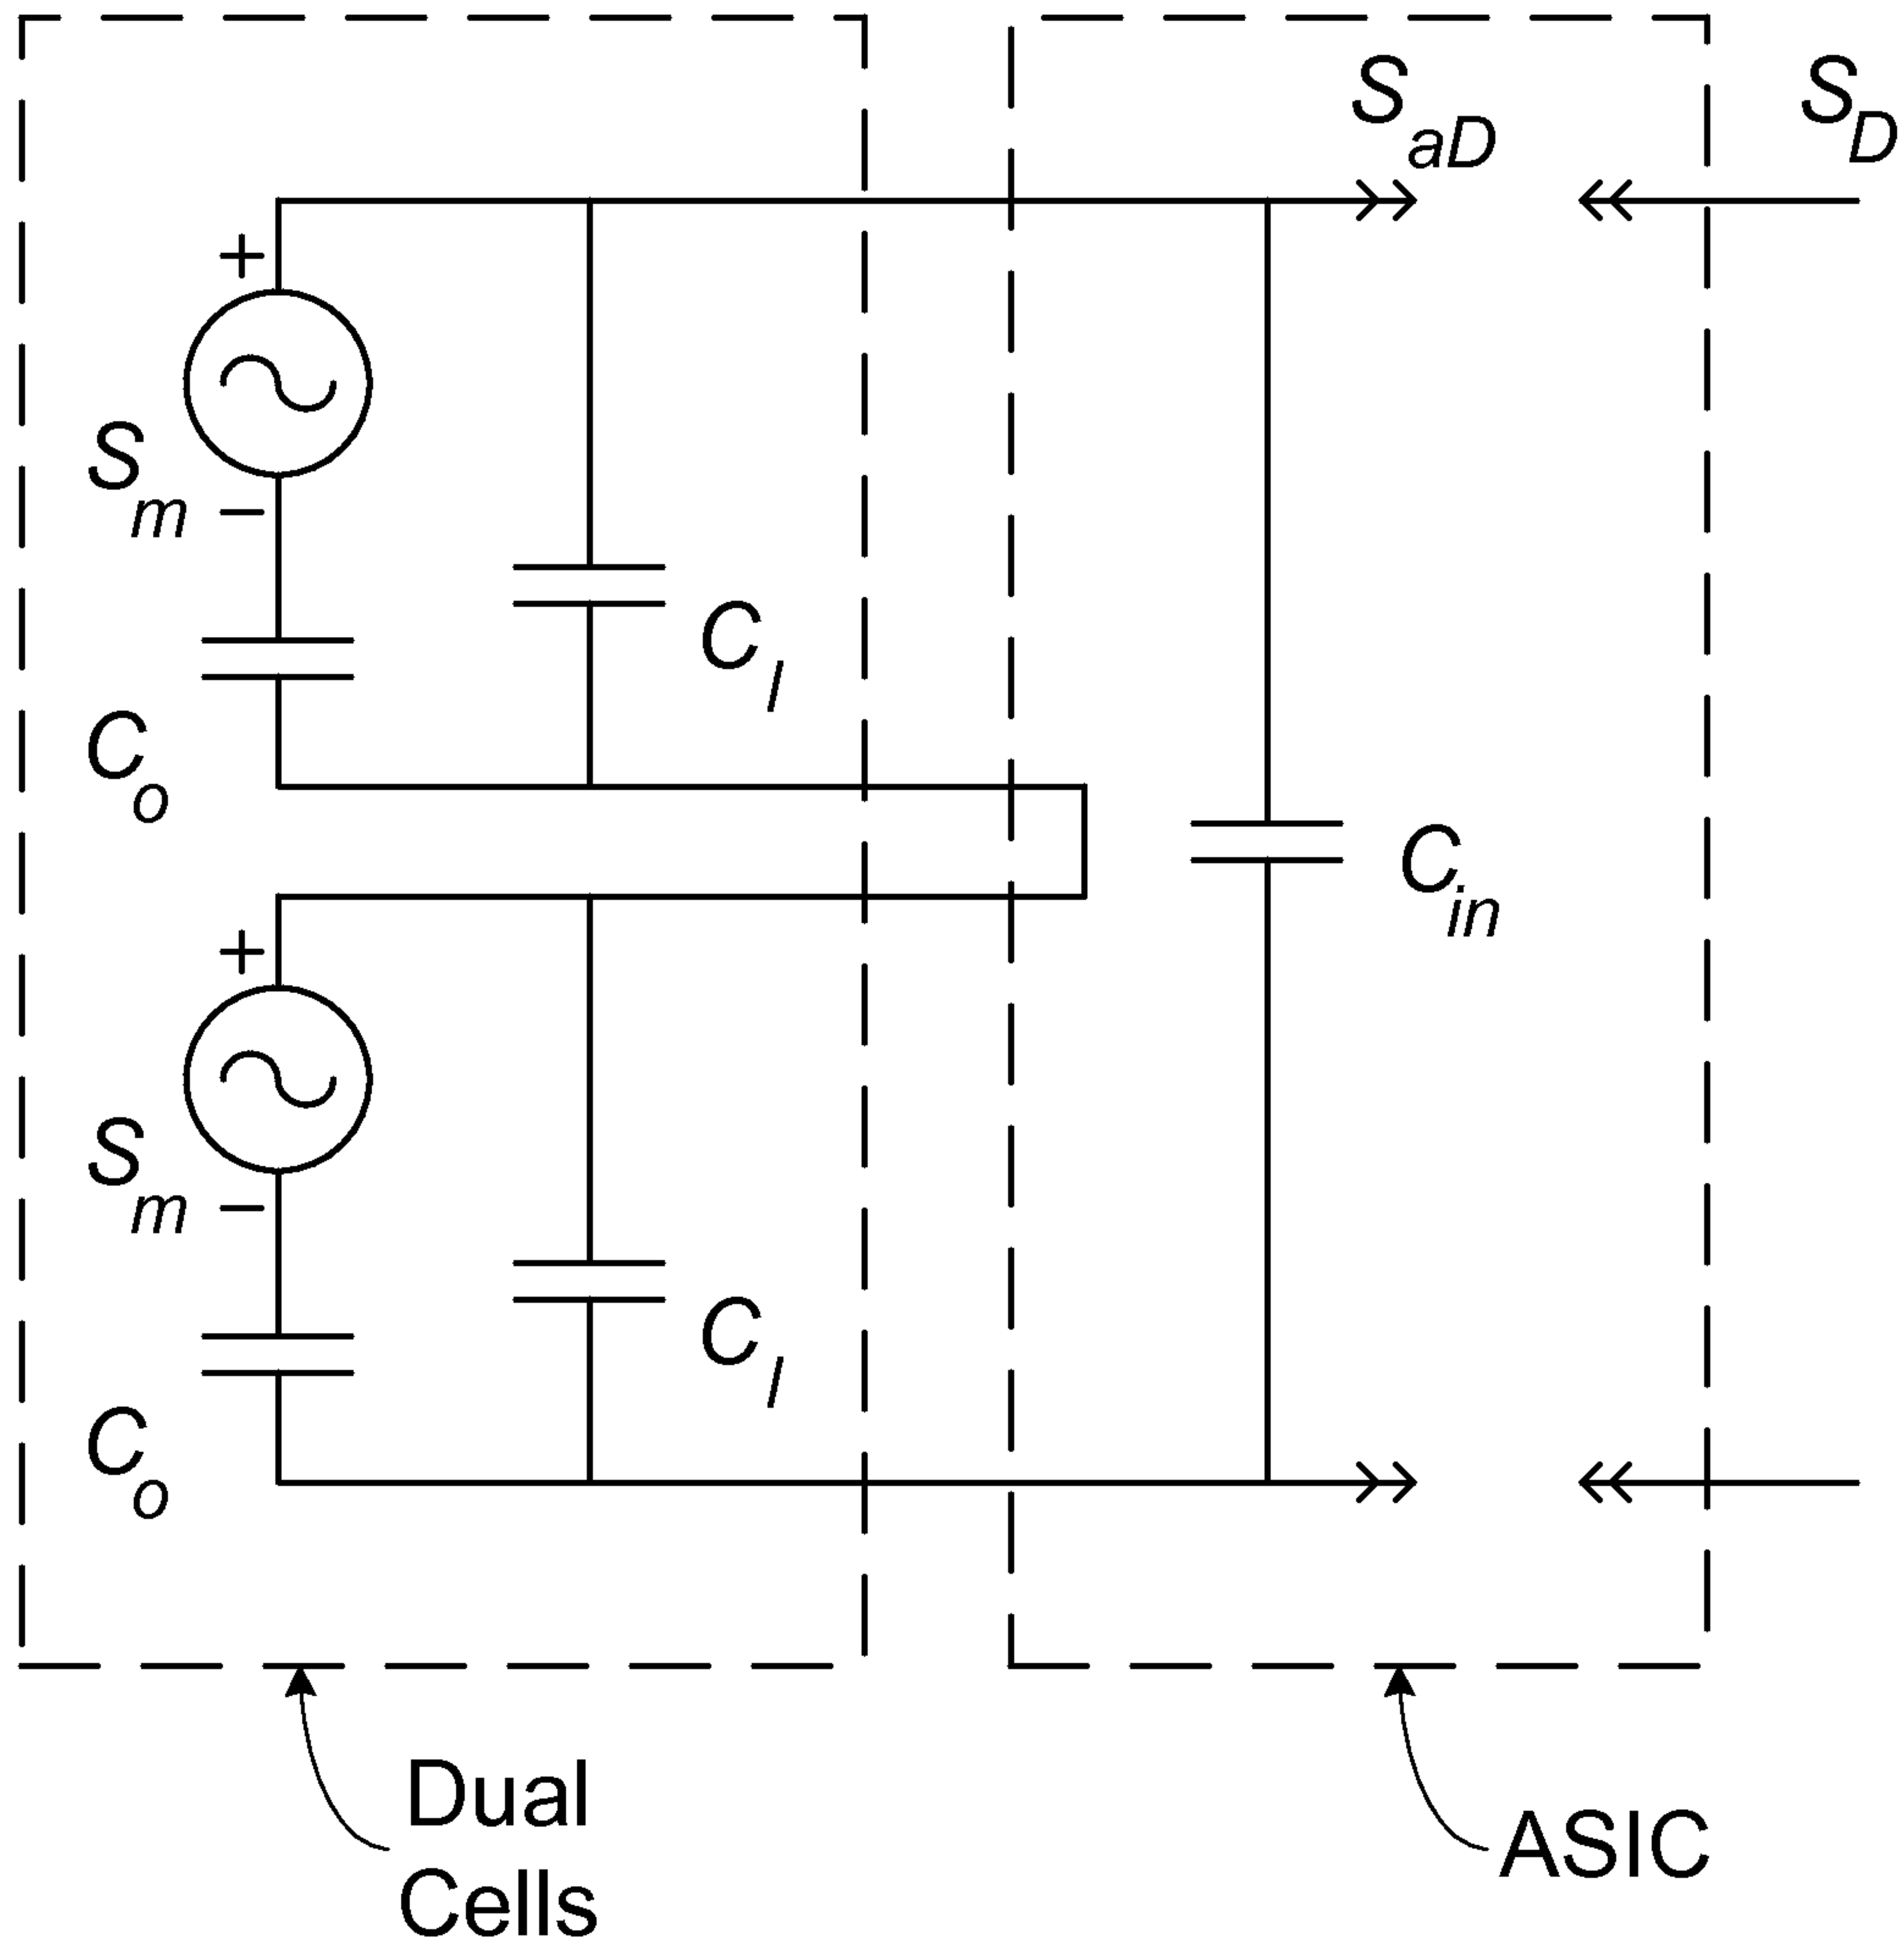 S_aD
S_D
+
S_m
−
C_l
C_o
C_in
+
S_m
−
C_l
C_o
Dual
Cells
ASIC